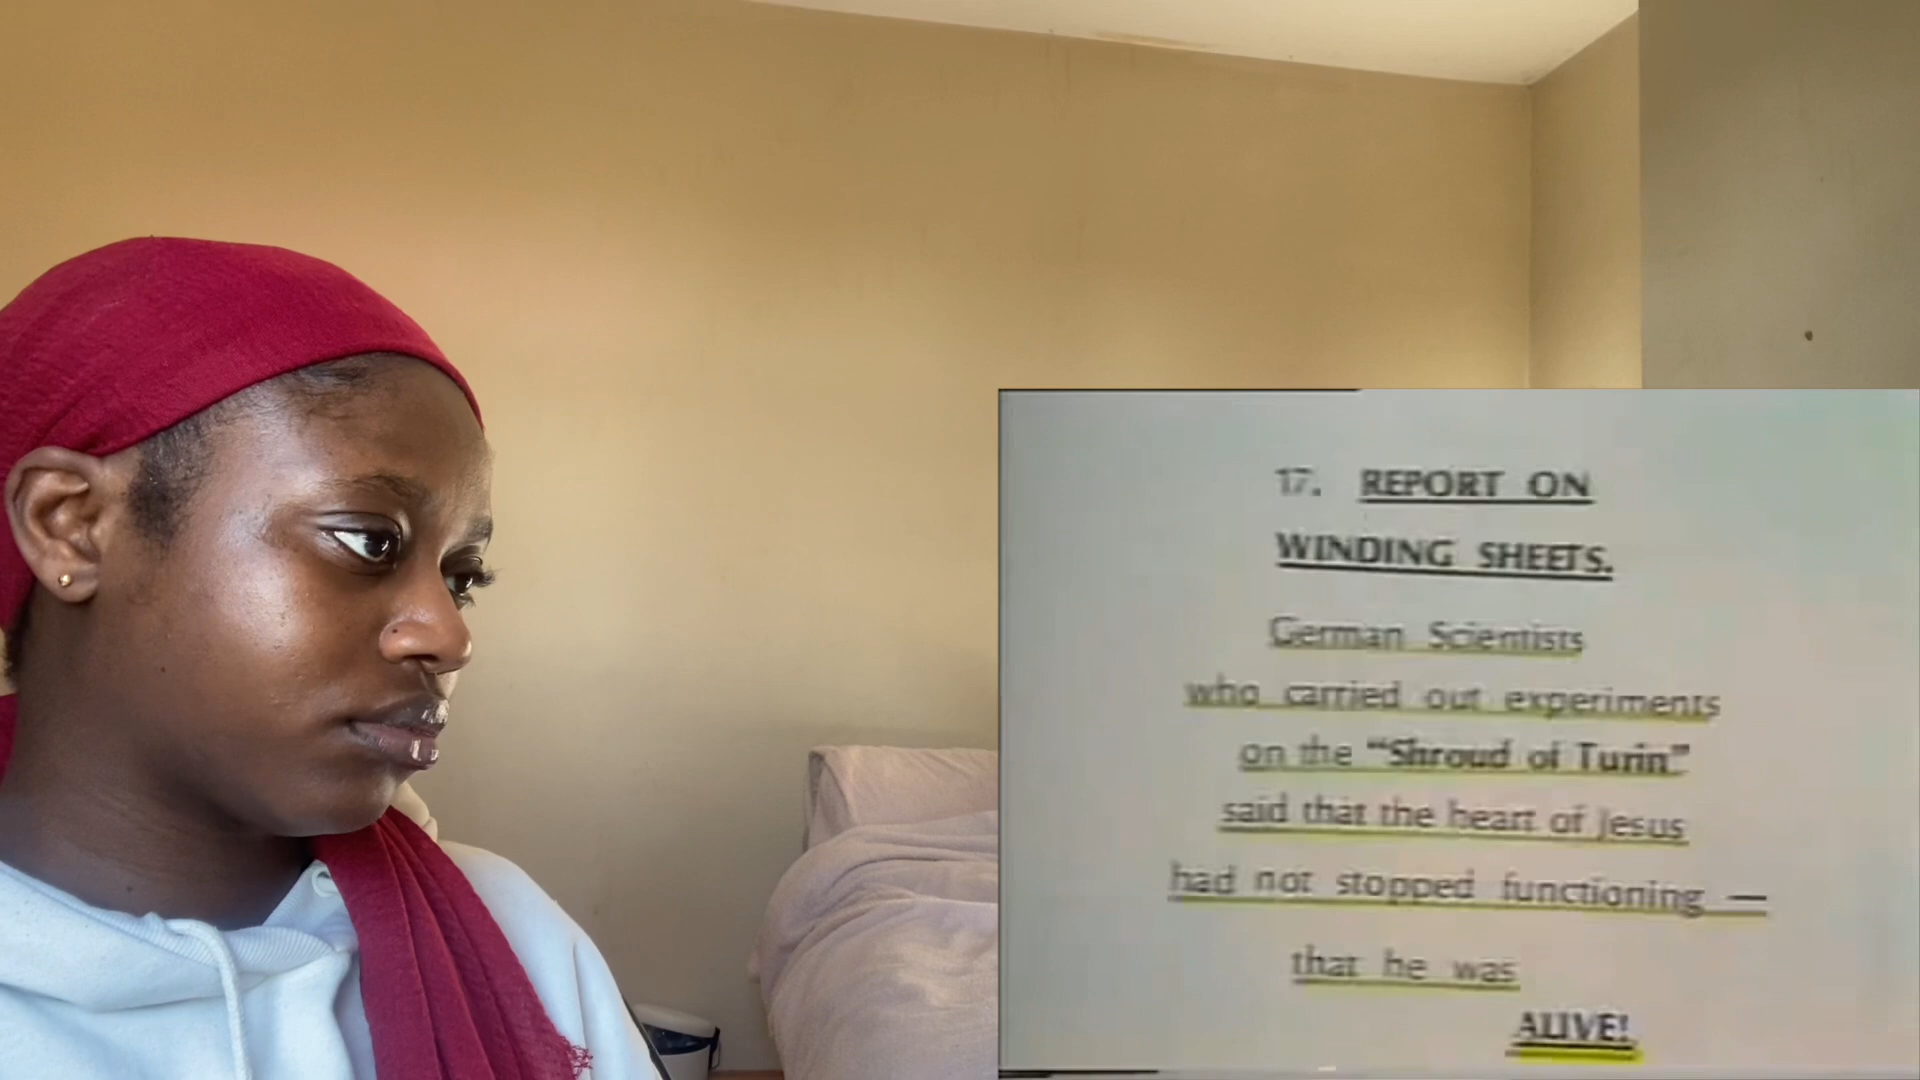 17. REPORT ON
WINDING SHEETS.
German Scientists
who carried out experiments
on the "Shroud of Turin"
said that the heart of Jesus
had not stopped functioning —
that he was
ALIVE!